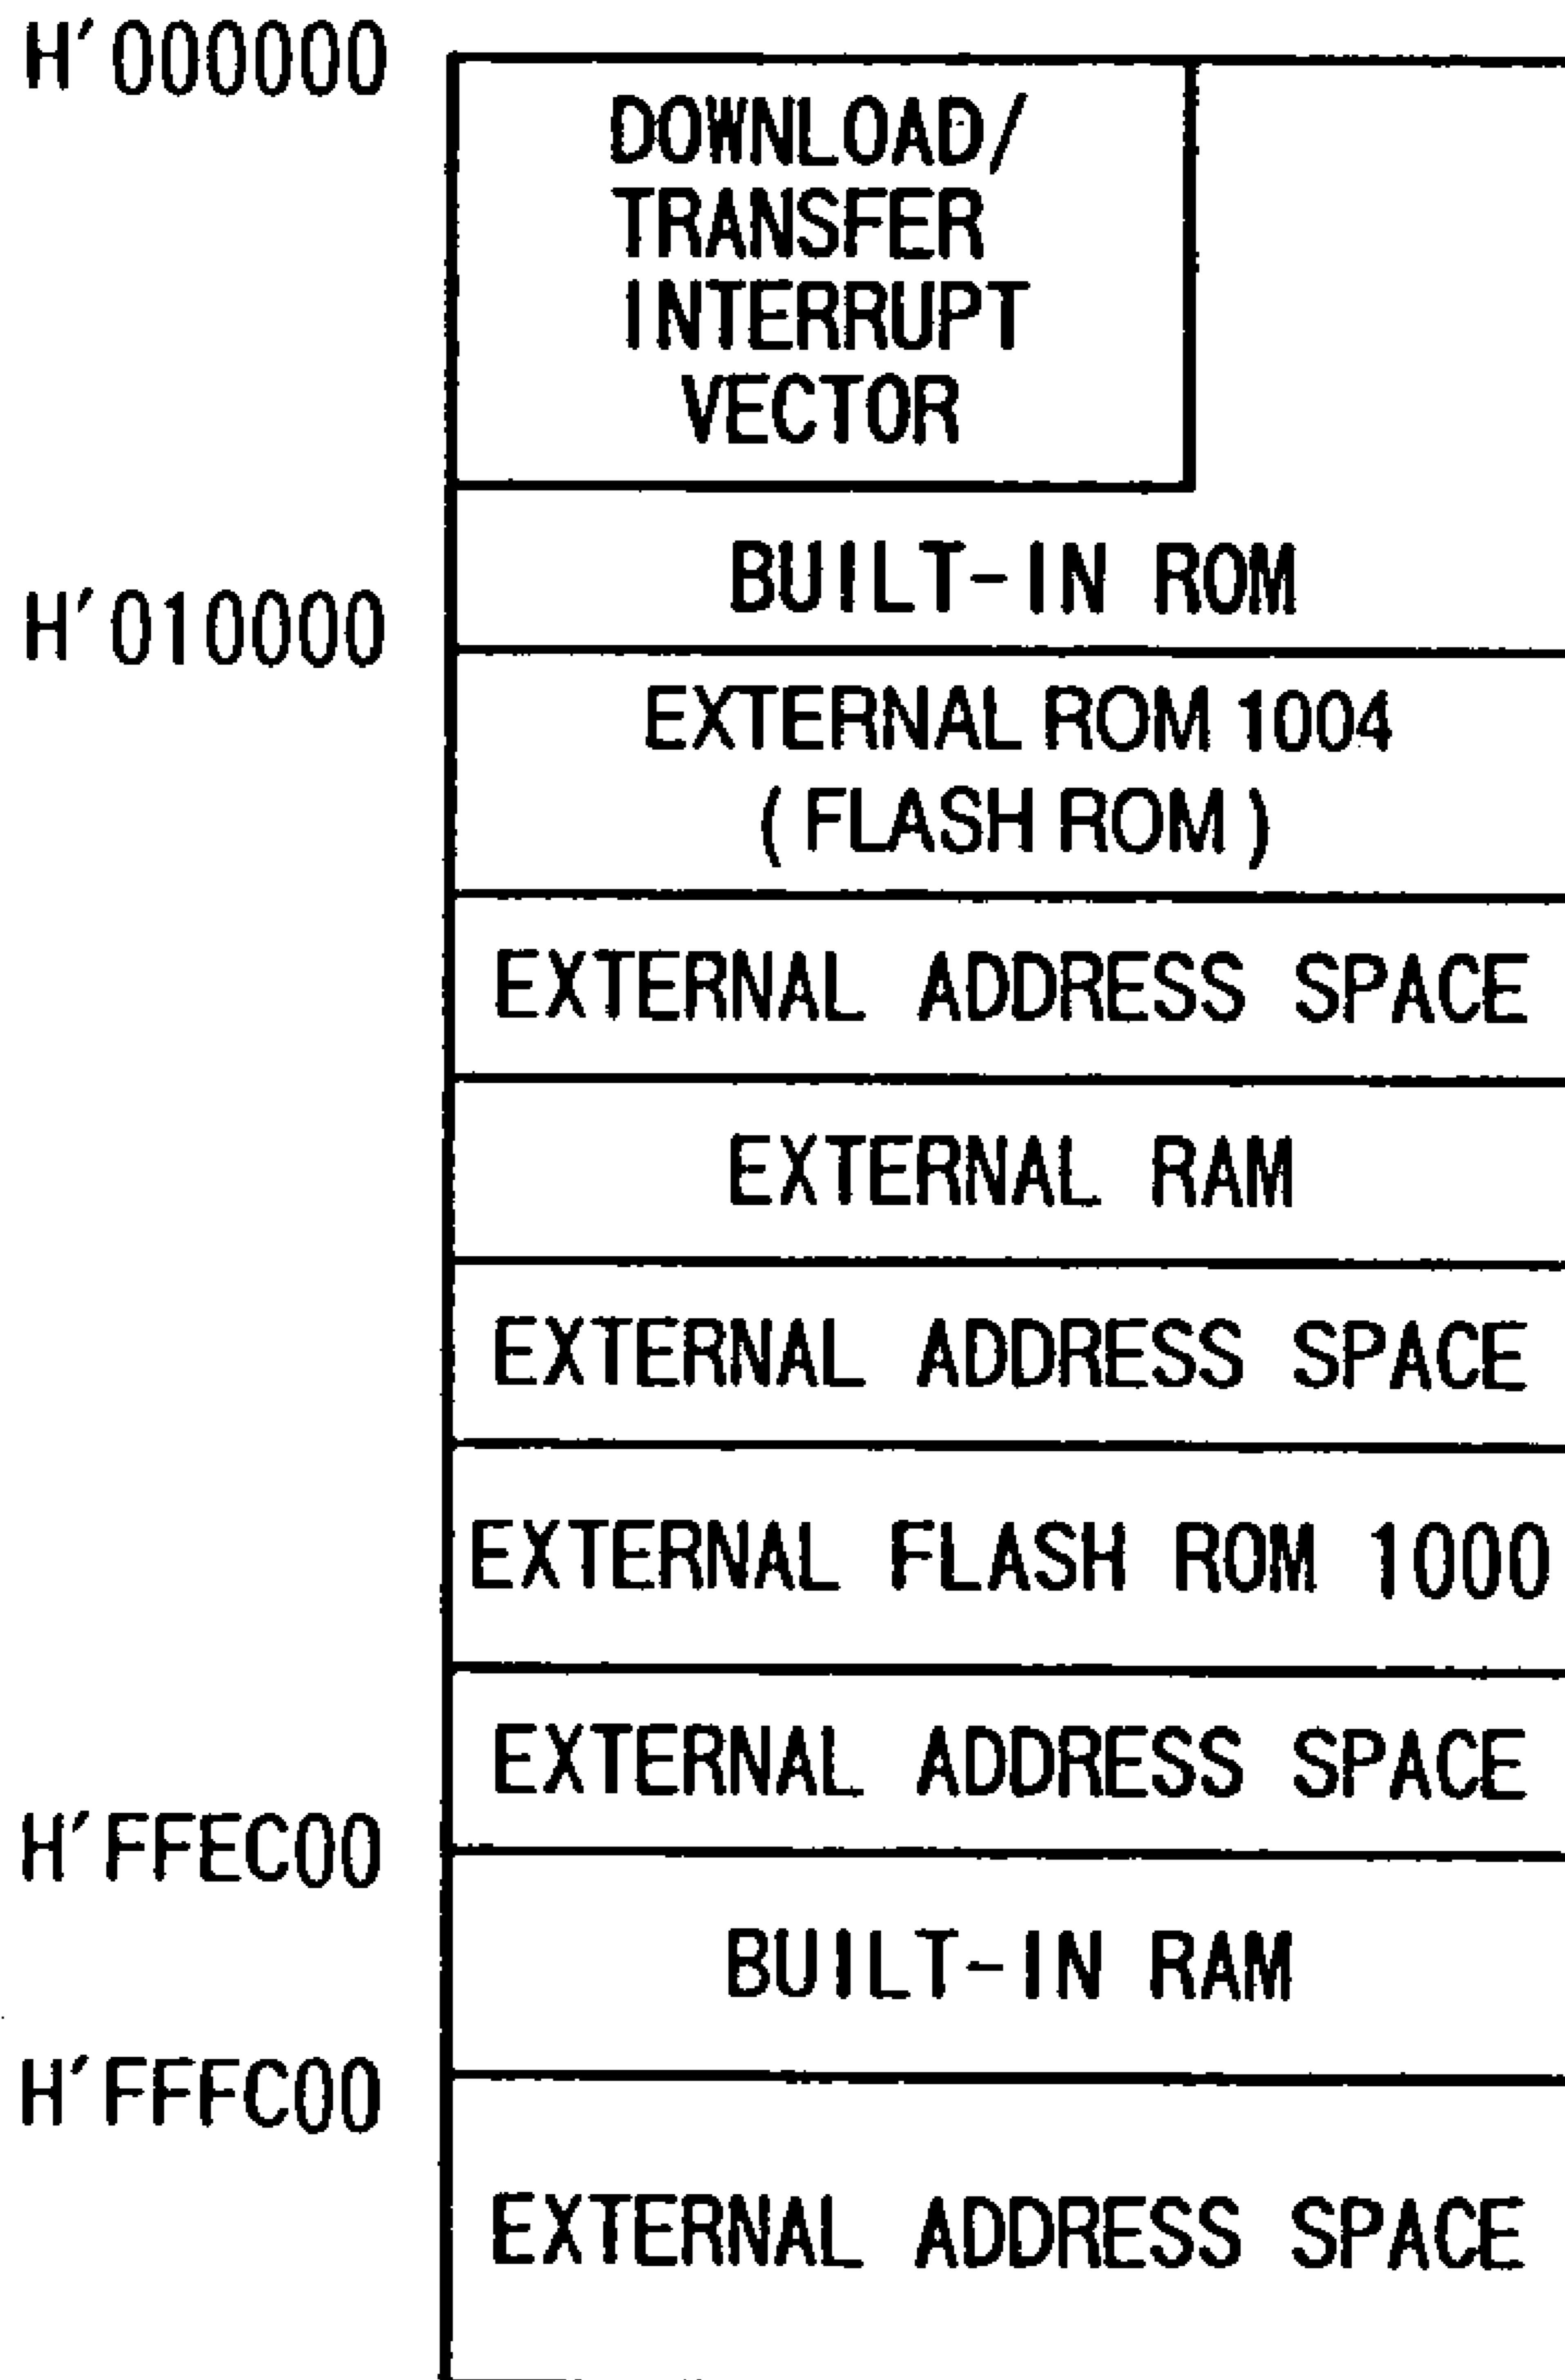 H'000000
DOWNLOAD/
TRANSFER
INTERRUPT
VECTOR
BUILT-IN ROM
H'010000
EXTERNAL ROM 1004
(FLASH ROM)
EXTERNAL ADDRESS SPACE
EXTERNAL RAM
EXTERNAL ADDRESS SPACE
EXTERNAL FLASH ROM 1000
EXTERNAL ADDRESS SPACE
H'FFEC00
BUILT-IN RAM
H'FFFC00
EXTERNAL ADDRESS SPACE